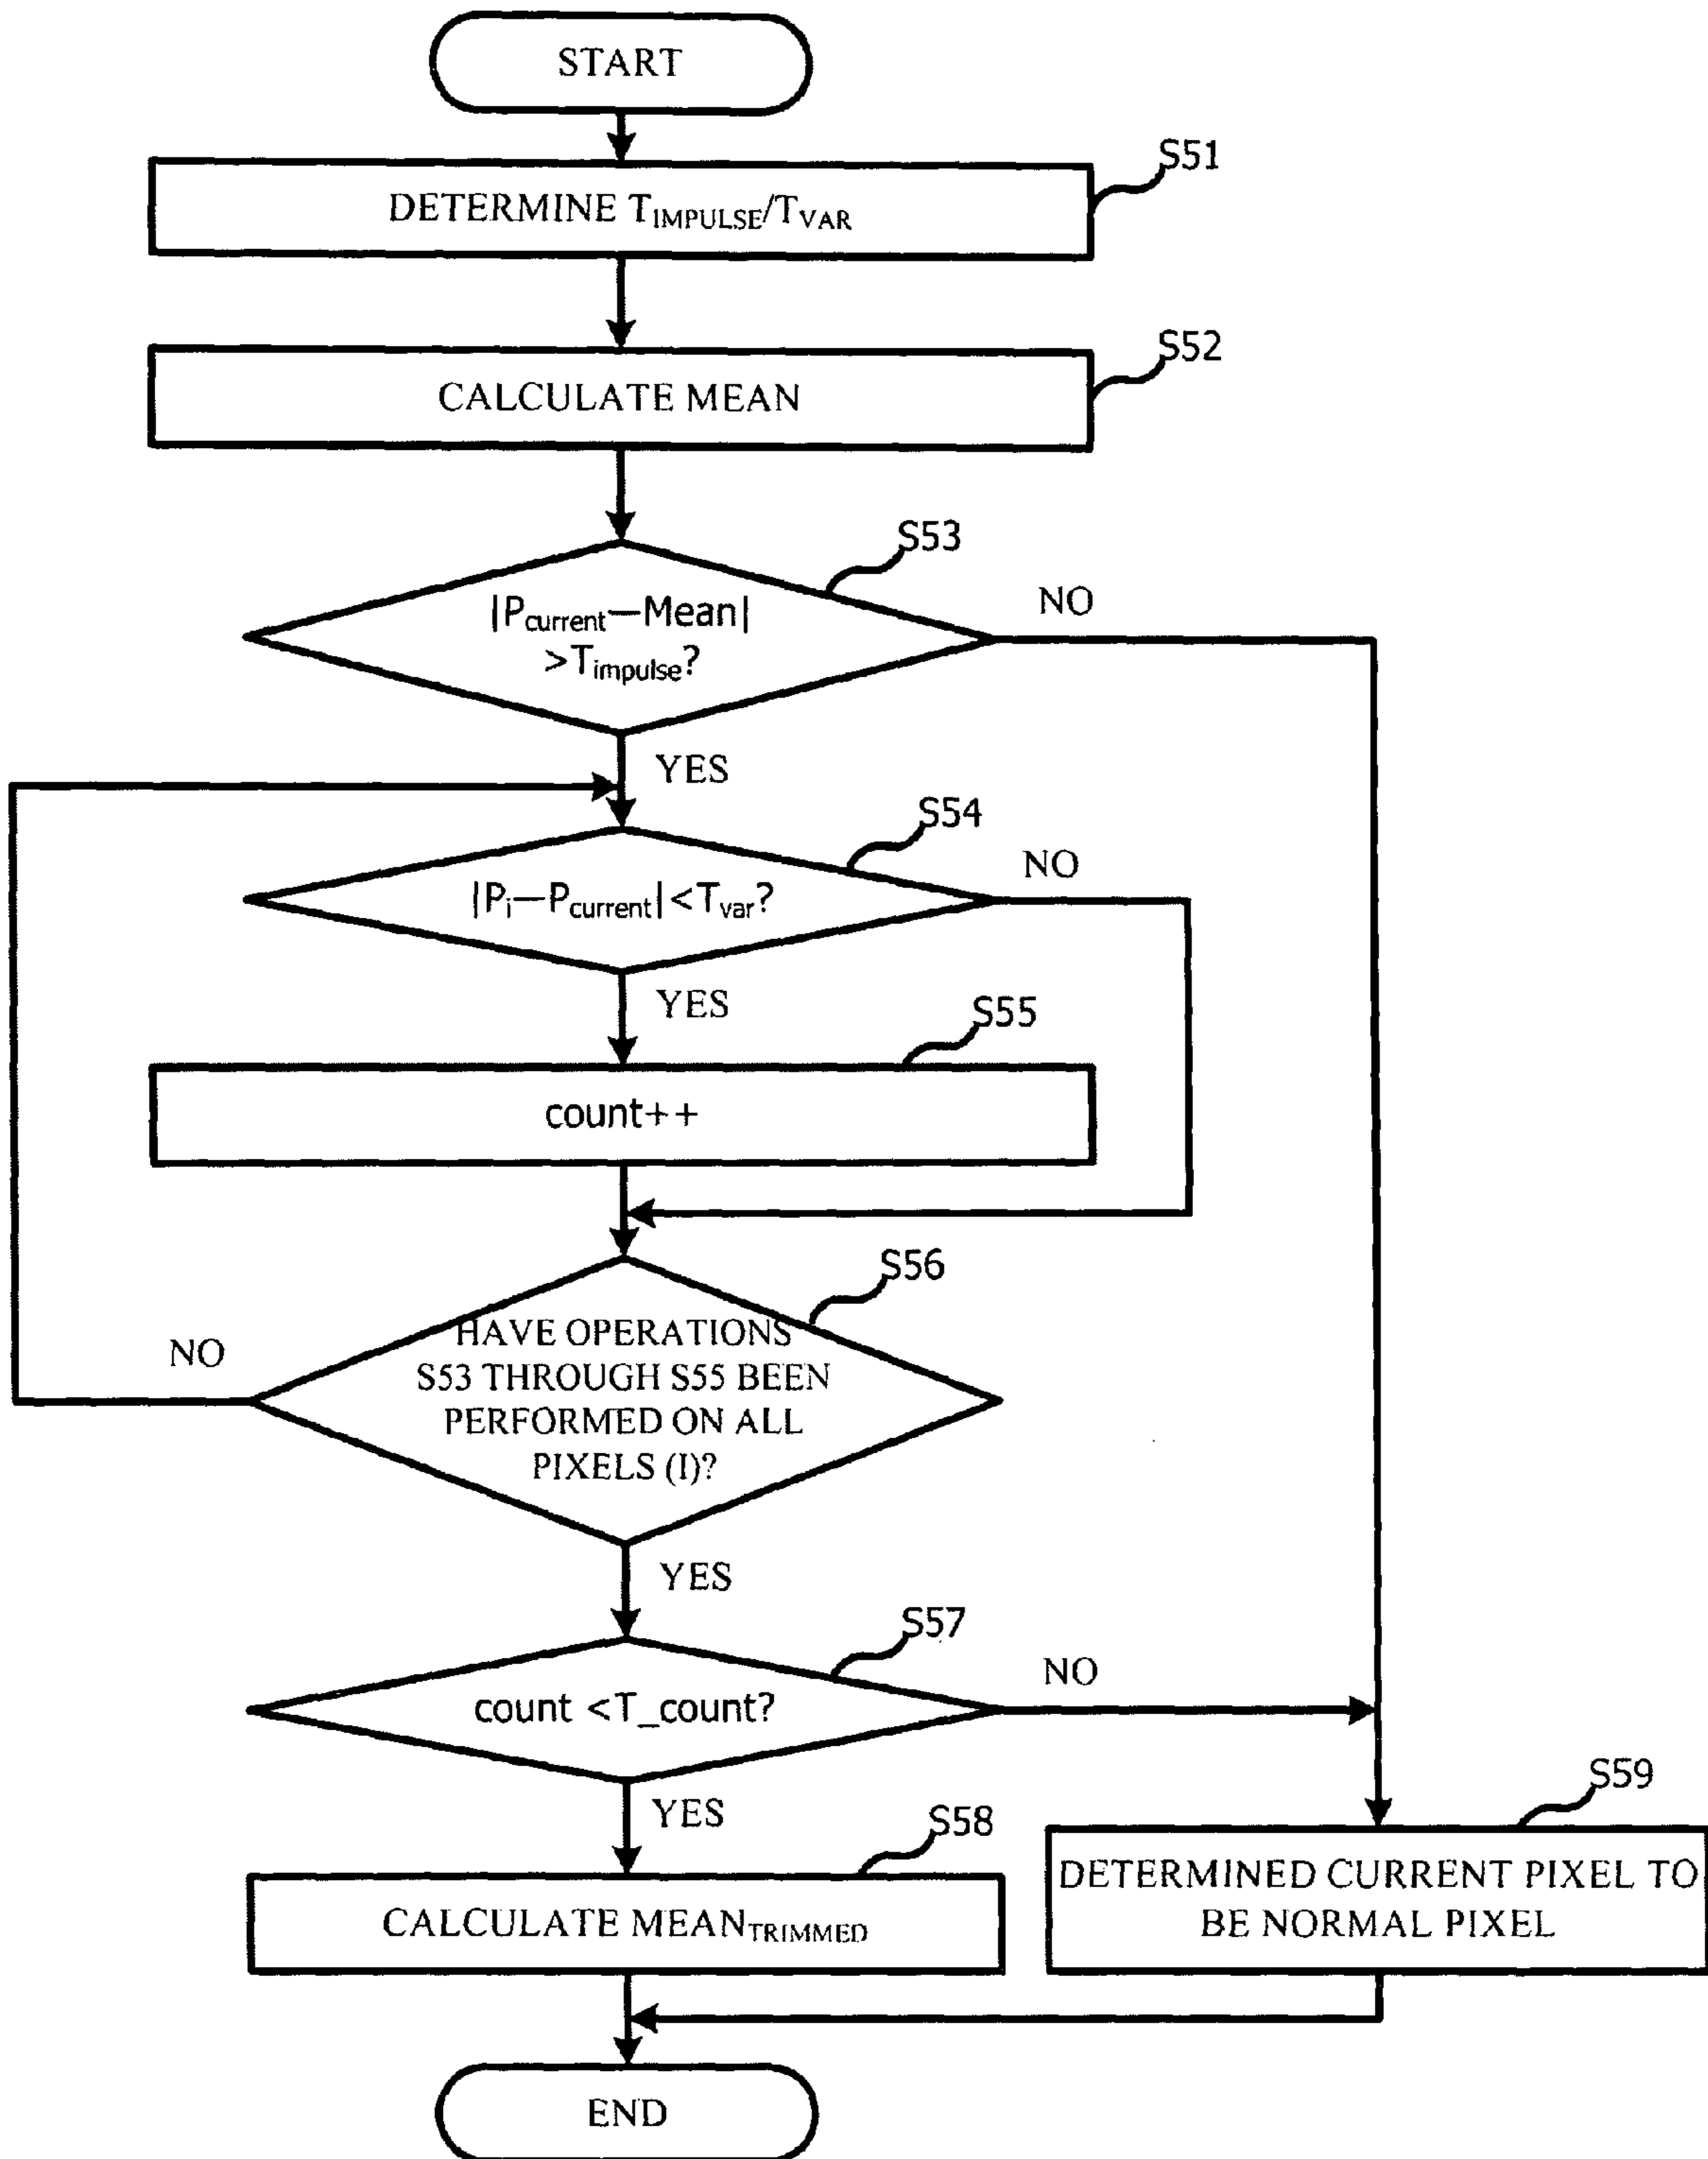 START
S51
DETERMINE TIMPULSE/TVAR
S52
CALCULATE MEAN
S53
|Pcurrent—Mean|
>Timpulse?
NO
YES
S54
|Pi—Pcurrent|<Tvar?
NO
YES
S55
count++
S56
HAVE OPERATIONS
S53 THROUGH S55 BEEN
PERFORMED ON ALL
PIXELS (I)?
NO
YES
S57
count <T_count?
NO
YES
S58
CALCULATE MEANTRIMMED
S59
DETERMINED CURRENT PIXEL TO
BE NORMAL PIXEL
END